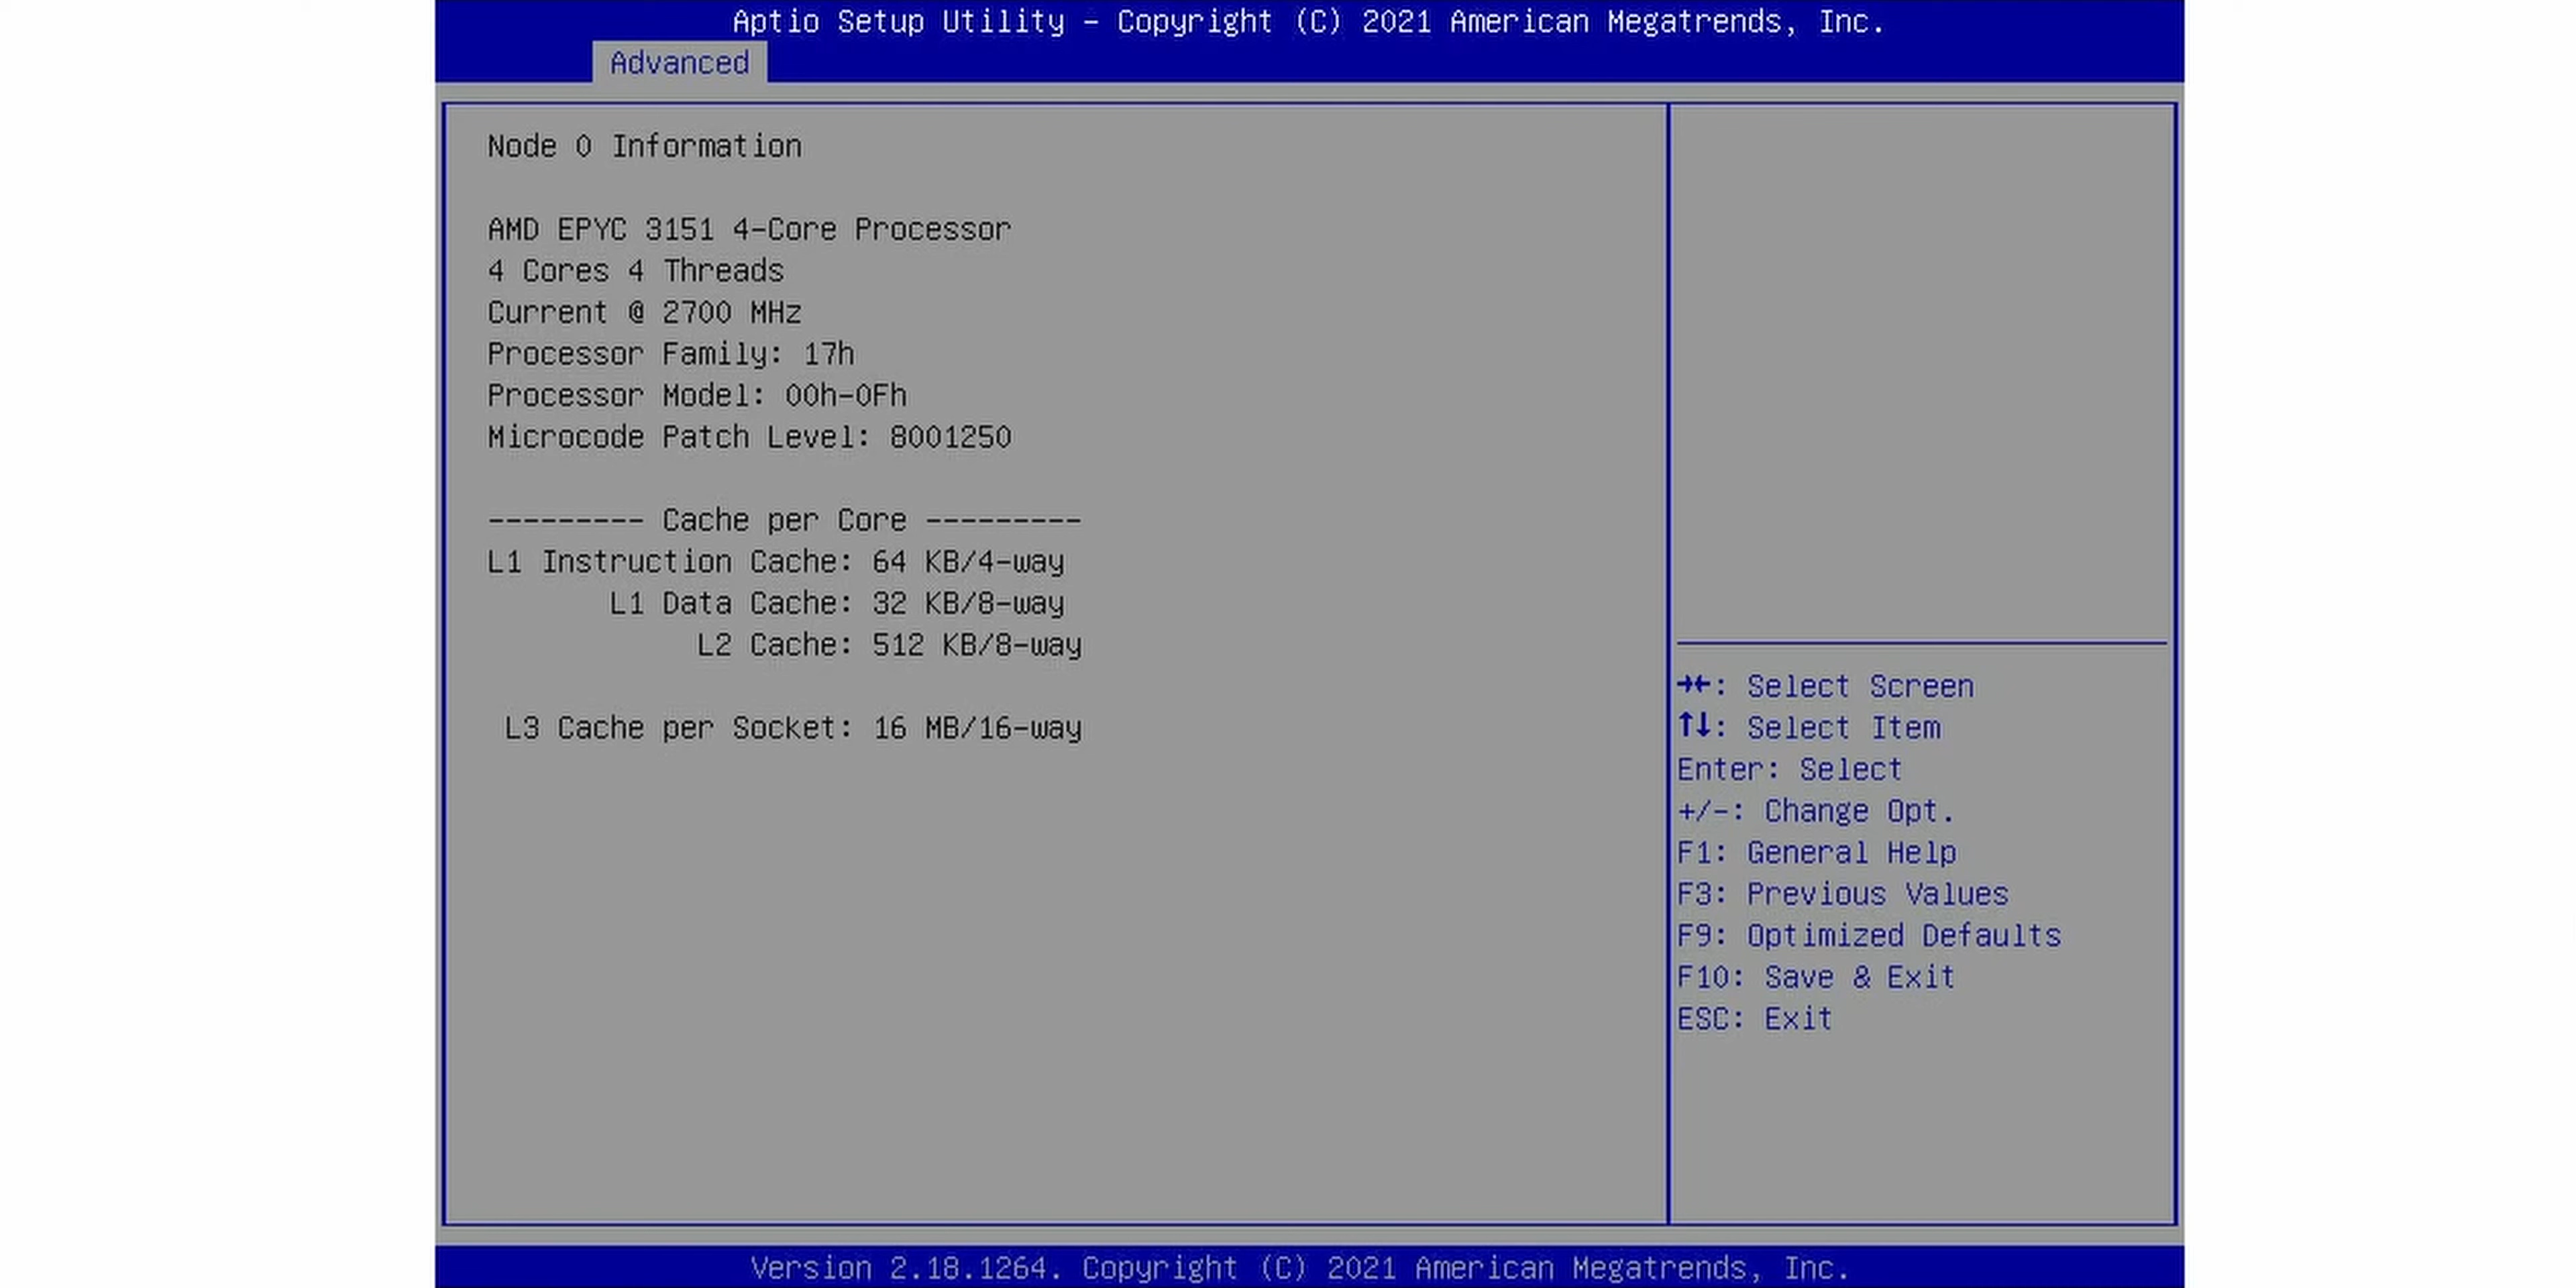 Aptio Setup Utility – Copyright (C) 2021 American Megatrends, Inc.
Advanced
Node 0 Information
AMD EPYC 3151 4-Core Processor
4 Cores 4 Threads
Current @ 2700 MHz
Processor Family: 17h
Processor Model: 00h-0Fh
Microcode Patch Level: 8001250
--------- Cache per Core ---------
L1 Instruction Cache: 64 KB/4-way
L1 Data Cache: 32 KB/8-way
L2 Cache: 512 KB/8-way
L3 Cache per Socket: 16 MB/16-way
→←: Select Screen
↑↓: Select Item
Enter: Select
+/-: Change Opt.
F1: General Help
F3: Previous Values
F9: Optimized Defaults
F10: Save & Exit
ESC: Exit
Version 2.18.1264. Copyright (C) 2021 American Megatrends, Inc.